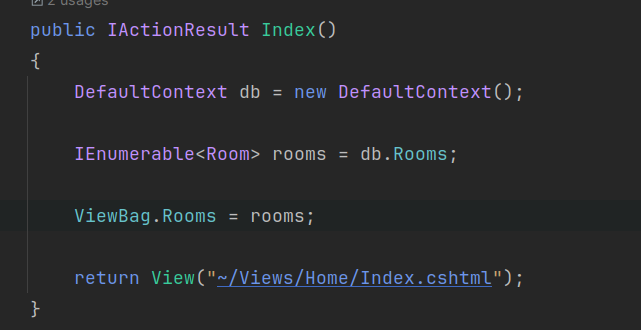 2 usages
public IActionResult Index()
{
DefaultContext db = new DefaultContext();
IEnumerable<Room> rooms = db.Rooms;
ViewBag.Rooms = rooms;
return View("~/Views/Home/Index.cshtml");
}